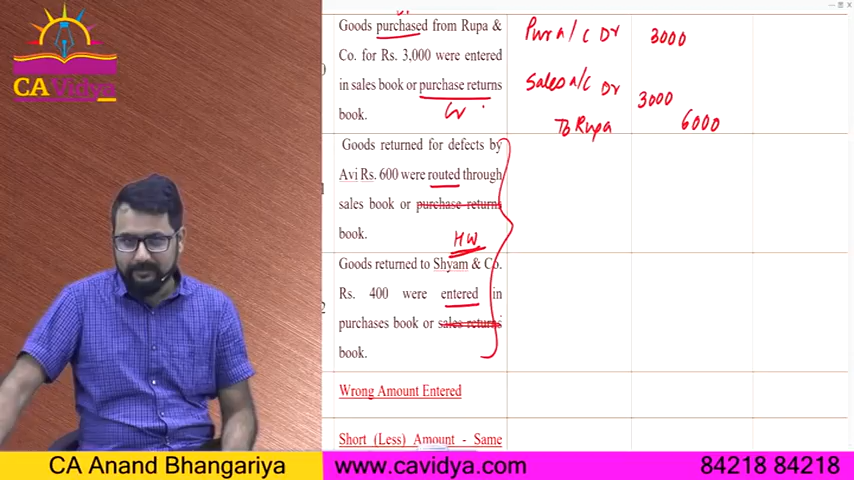 CA Vidya
Goods purchased from Rupa &
Co. for Rs. 3,000 were entered
in sales book or purchase returns
book.
Pur a/c Dr 3000
Sales a/c Dr 3000
To Rupa 6000
Goods returned for defects by
Avi Rs. 600 were routed through
sales book or purchase returns
book.
HW
Goods returned to Shyam & Co.
Rs. 400 were entered in
purchases book or sales returns
book.
Wrong Amount Entered
Short (Less) Amount - Same
CA Anand Bhangariya www.cavidya.com 84218 84218